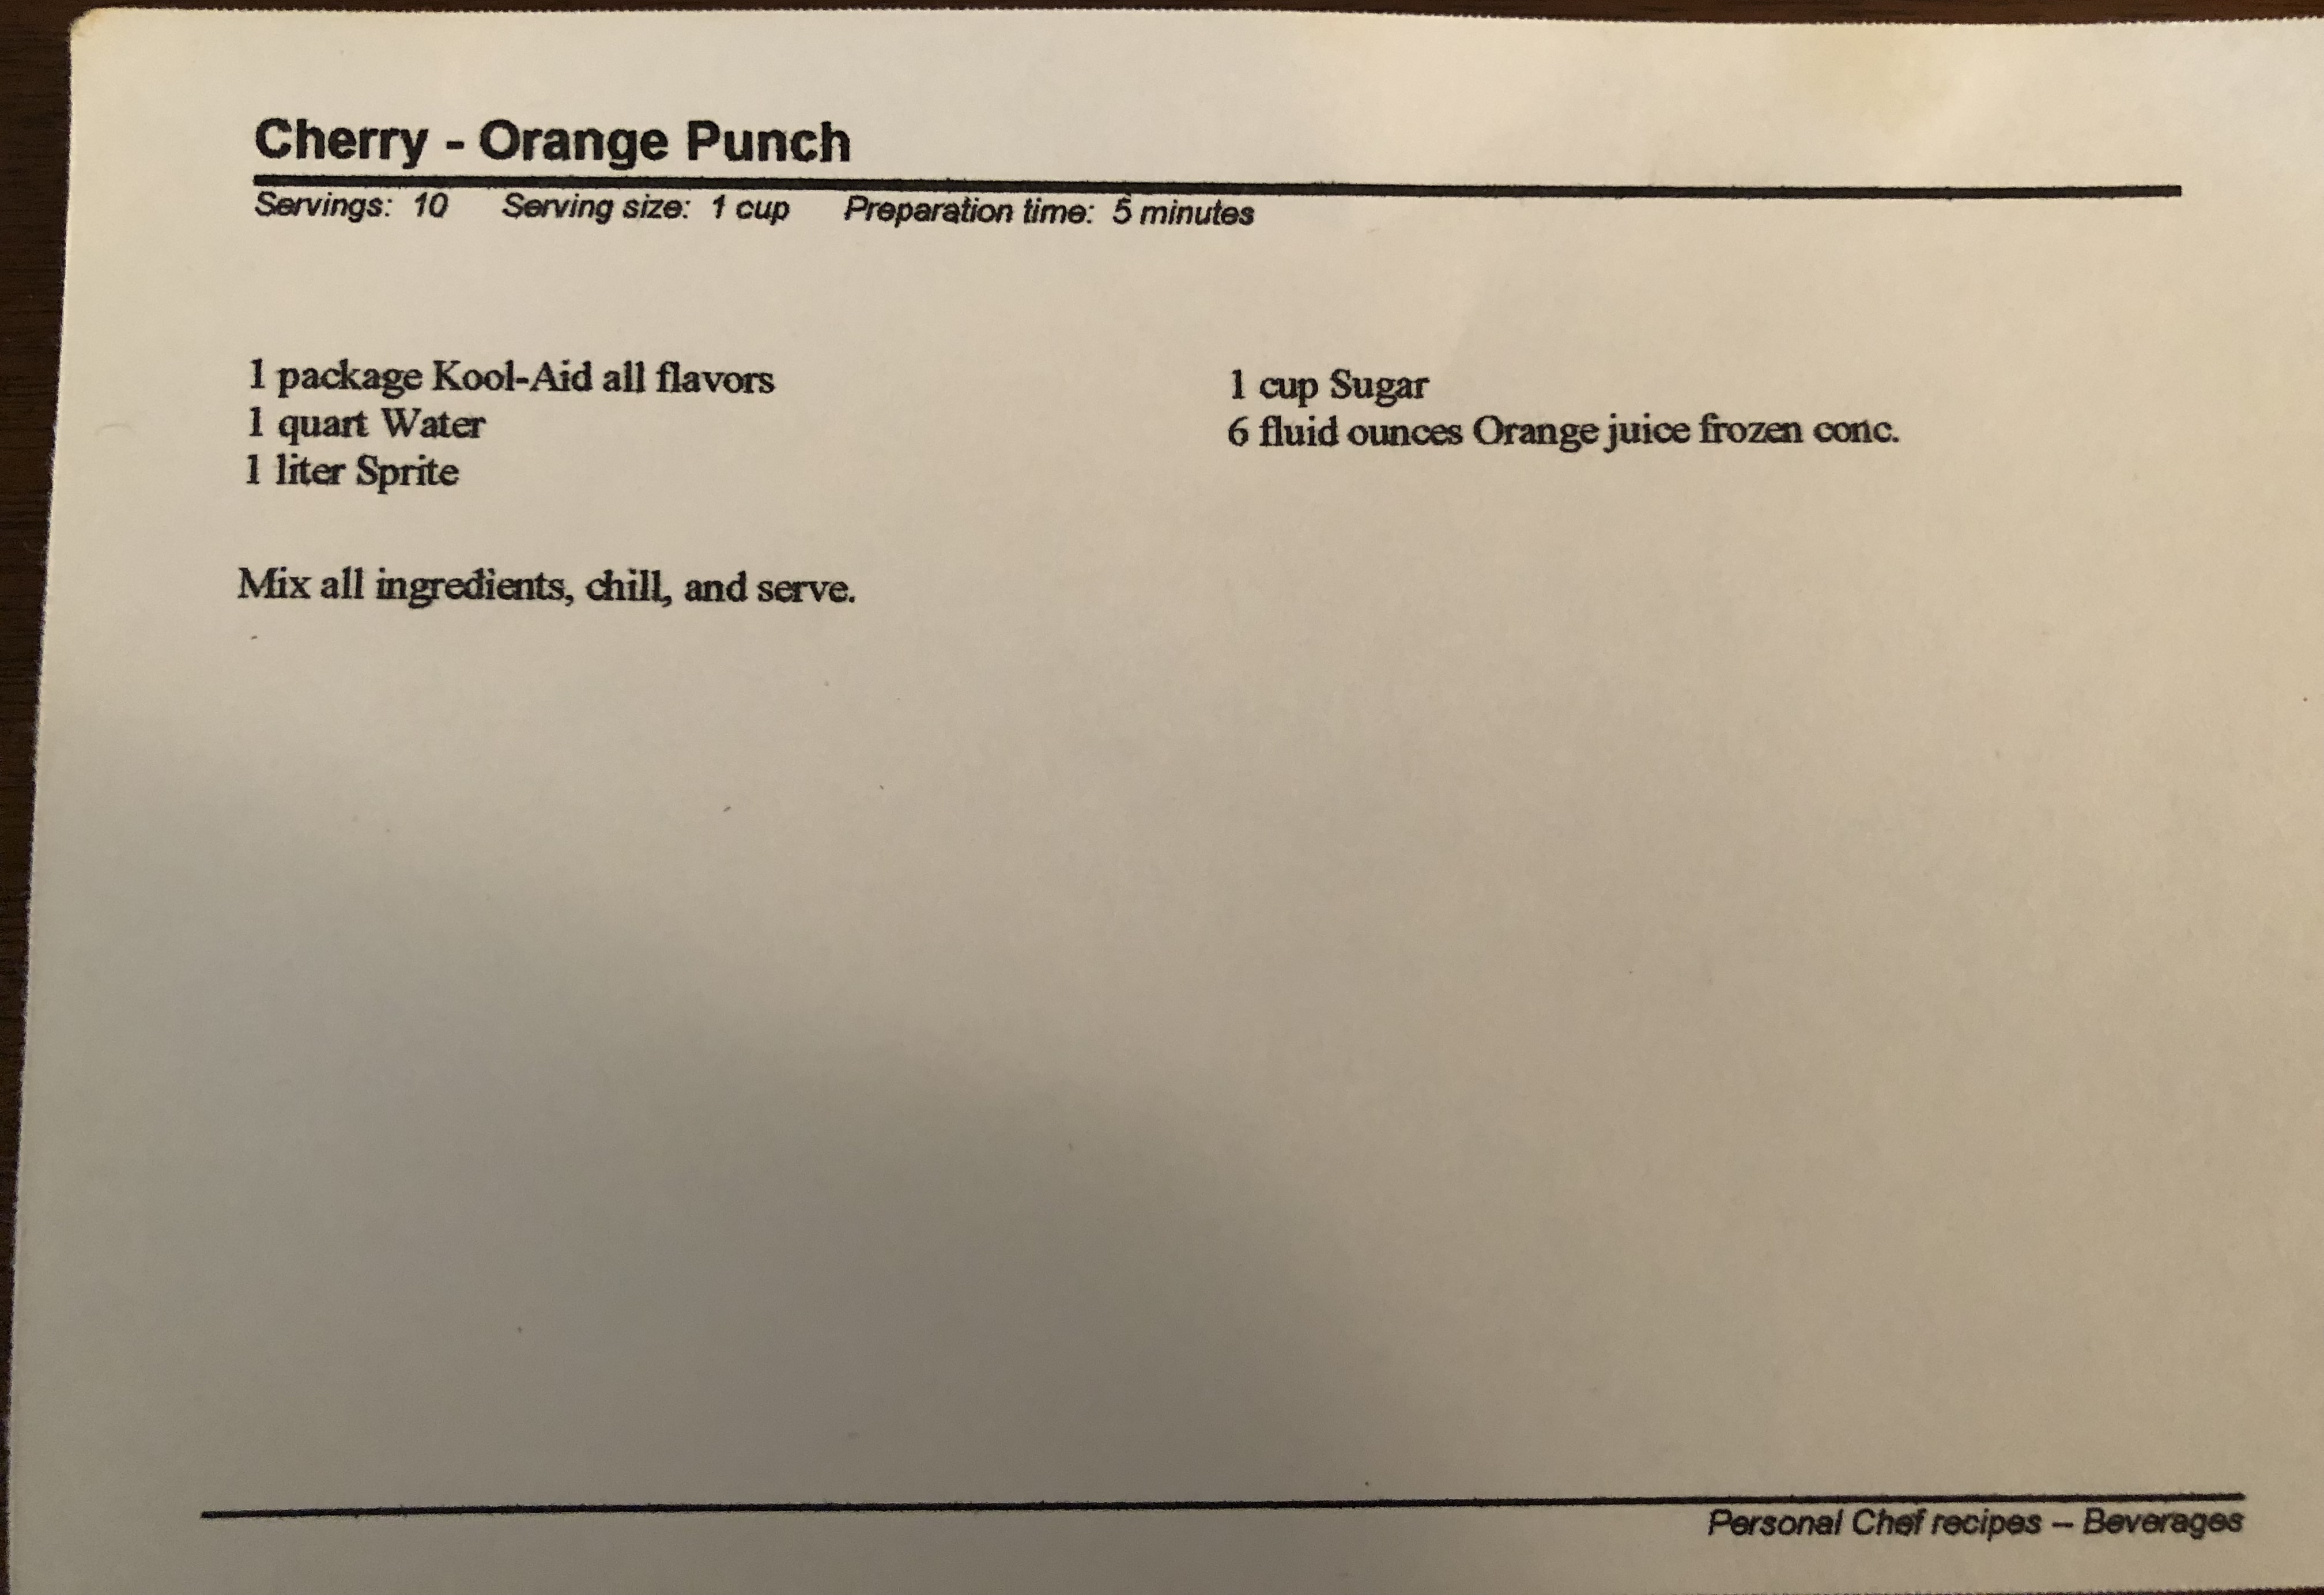 Cherry - Orange Punch
Servings: 10 Serving size: 1 cup Preparation time: 5 minutes
1 package Kool-Aid all flavors
1 quart Water
1 liter Sprite
1 cup Sugar
6 fluid ounces Orange juice frozen conc.
Mix all ingredients, chill, and serve.
Personal Chef recipes – Beverages